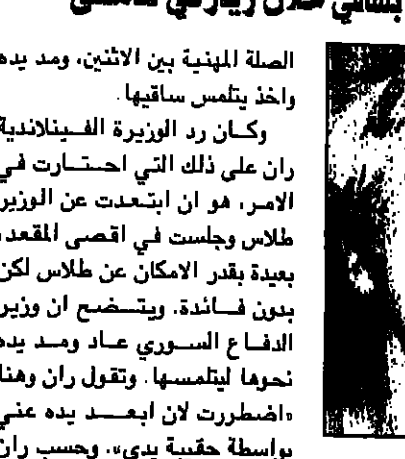 خلال زيارتي
الصلة المهنية بين الاثنين، ومد يده
واخذ يتلمس ساقيها.
وكان رد الوزيرة الفينلاندية
ران على ذلك التي احتارت في
الامر، هو ان ابتعدت عن الوزير
طلاس وجلست في اقصى المقعد،
بعيدة بقدر الامكان عن طلاس لكن
بدون فائدة. ويتضح ان وزير
الدفاع السوري عاد ومد يده
نحوها ليتلمسها. وتقول ران وهنا
«اضطررت لان ابعد يده عني
بواسطة حقيبة يدي». وحسب ران